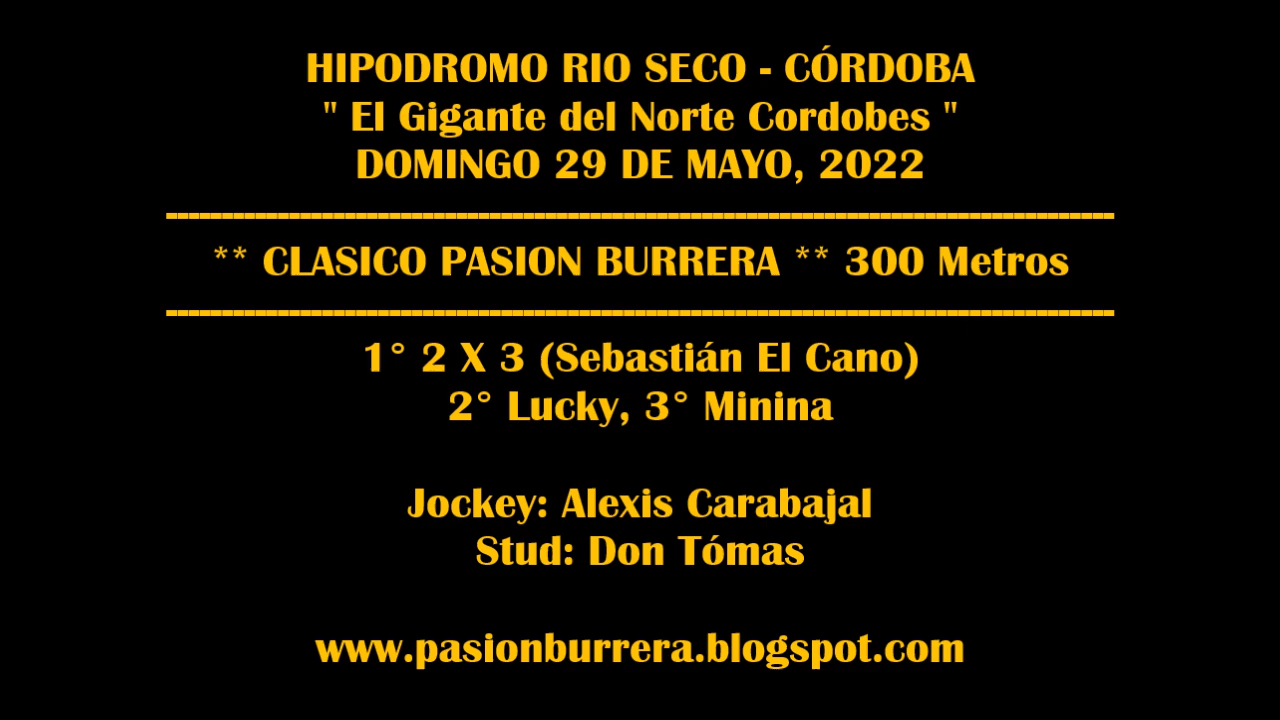 HIPODROMO RIO SECO - CÓRDOBA
" El Gigante del Norte Cordobes "
DOMINGO 29 DE MAYO, 2022
** CLASICO PASION BURRERA ** 300 Metros
1° 2 X 3 (Sebastián El Cano)
2° Lucky, 3° Minina
Jockey: Alexis Carabajal
Stud: Don Tómas
www.pasionburrera.blogspot.com